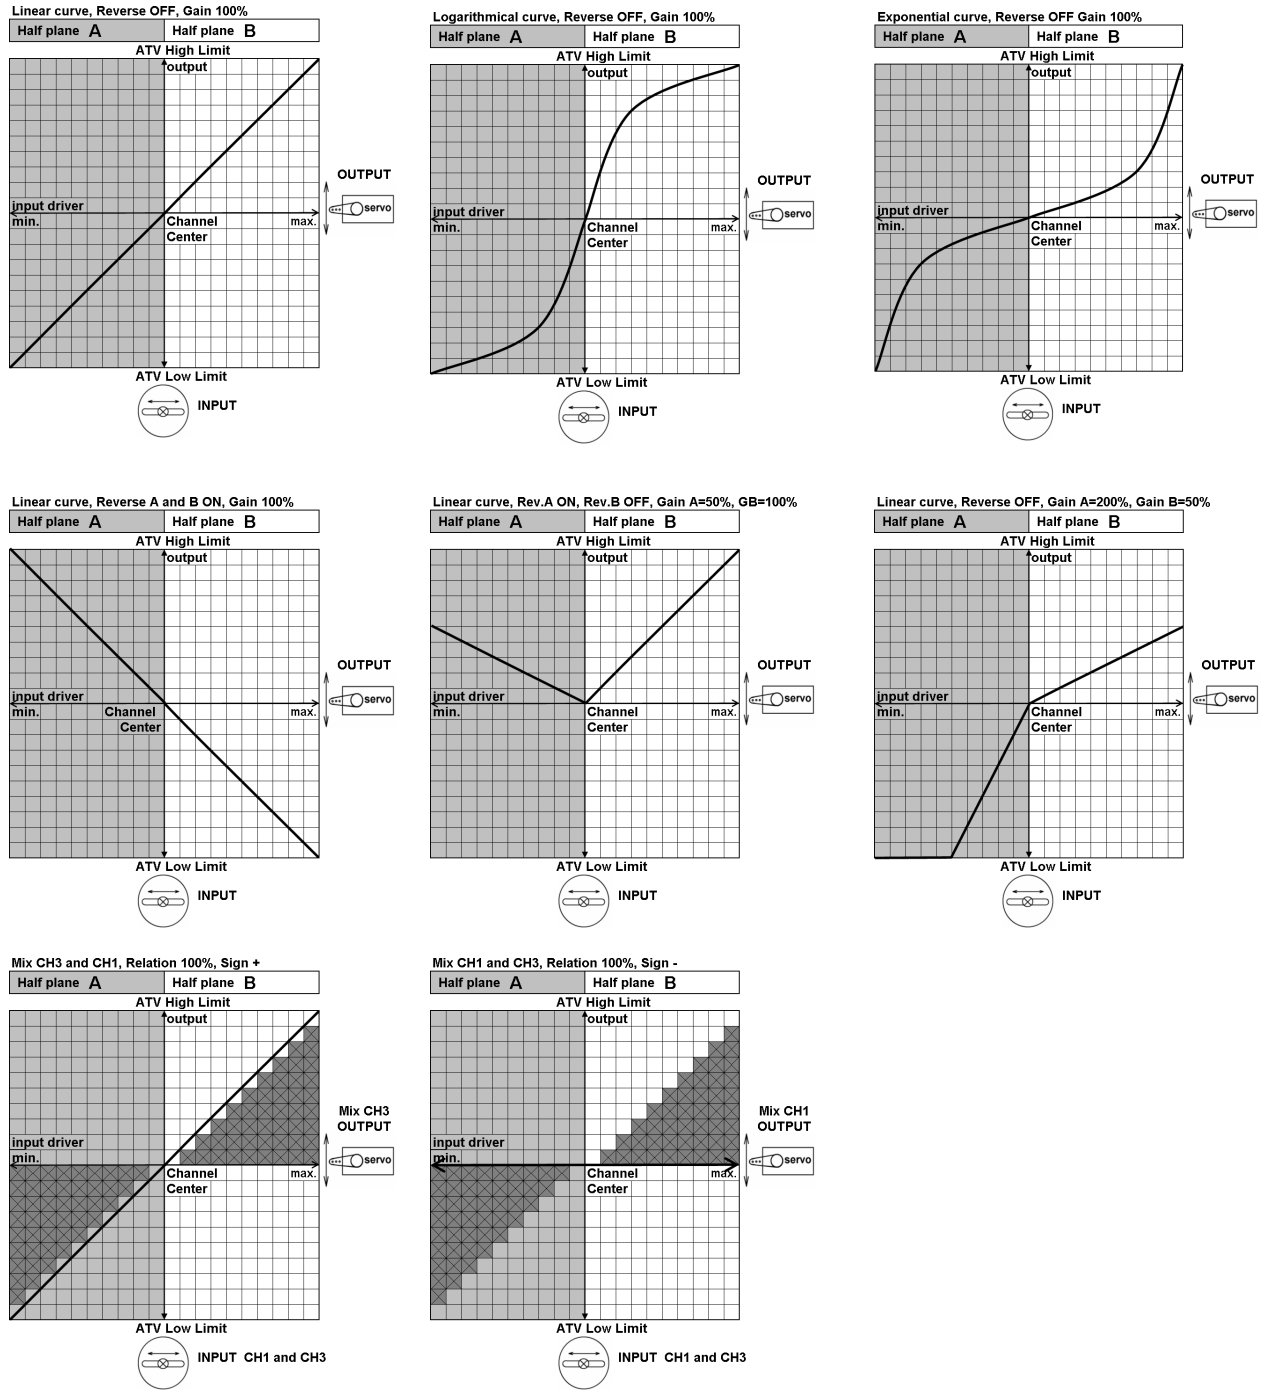 Linear curve, Reverse OFF, Gain 100%
Half plane A
Half plane B
ATV High Limit
output
OUTPUT
input driver
min.
Channel
Center
max.
servo
ATV Low Limit
INPUT
Logarithmical curve, Reverse OFF, Gain 100%
Half plane A
Half plane B
ATV High Limit
output
OUTPUT
input driver
min.
Channel
Center
max.
servo
ATV Low Limit
INPUT
Exponential curve, Reverse OFF Gain 100%
Half plane A
Half plane B
ATV High Limit
output
OUTPUT
input driver
min.
Channel
Center
max.
servo
ATV Low Limit
INPUT
Linear curve, Reverse A and B ON, Gain 100%
Half plane A
Half plane B
ATV High Limit
output
OUTPUT
input driver
min.
Channel
Center
max.
servo
ATV Low Limit
INPUT
Linear curve, Rev.A ON, Rev.B OFF, Gain A=50%, GB=100%
Half plane A
Half plane B
ATV High Limit
output
OUTPUT
input driver
min.
Channel
Center
max.
servo
ATV Low Limit
INPUT
Linear curve, Reverse OFF, Gain A=200%, Gain B=50%
Half plane A
Half plane B
ATV High Limit
output
OUTPUT
input driver
min.
Channel
Center
max.
servo
ATV Low Limit
INPUT
Mix CH3 and CH1, Relation 100%, Sign +
Half plane A
Half plane B
ATV High Limit
output
Mix CH3
OUTPUT
input driver
min.
Channel
Center
max.
servo
ATV Low Limit
INPUT CH1 and CH3
Mix CH1 and CH3, Relation 100%, Sign -
Half plane A
Half plane B
ATV High Limit
output
Mix CH1
OUTPUT
input driver
min.
Channel
Center
max.
servo
ATV Low Limit
INPUT CH1 and CH3